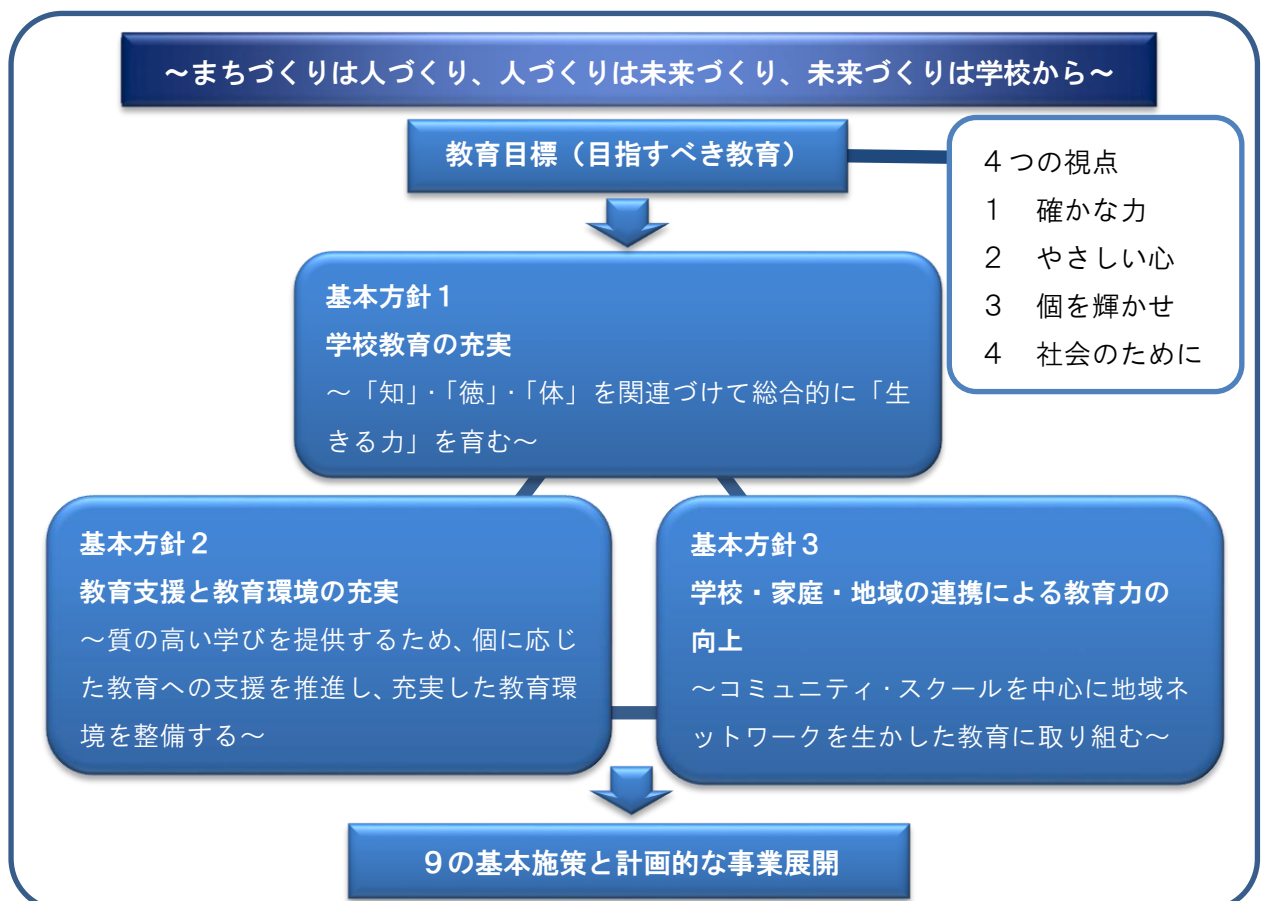 ～まちづくりは人づくり、人づくりは未来づくり、未来づくりは学校から～
教育目標（目指すべき教育）
４つの視点
１　確かな力
２　やさしい心
３　個を輝かせ
４　社会のために
基本方針１
学校教育の充実
～「知」・「徳」・「体」を関連づけて総合的に「生
きる力」を育む～
基本方針２
教育支援と教育環境の充実
～質の高い学びを提供するため、個に応じ
た教育への支援を推進し、充実した教育環
境を整備する～
基本方針３
学校・家庭・地域の連携による教育力の
向上
～コミュニティ・スクールを中心に地域ネ
ットワークを生かした教育に取り組む～
９の基本施策と計画的な事業展開